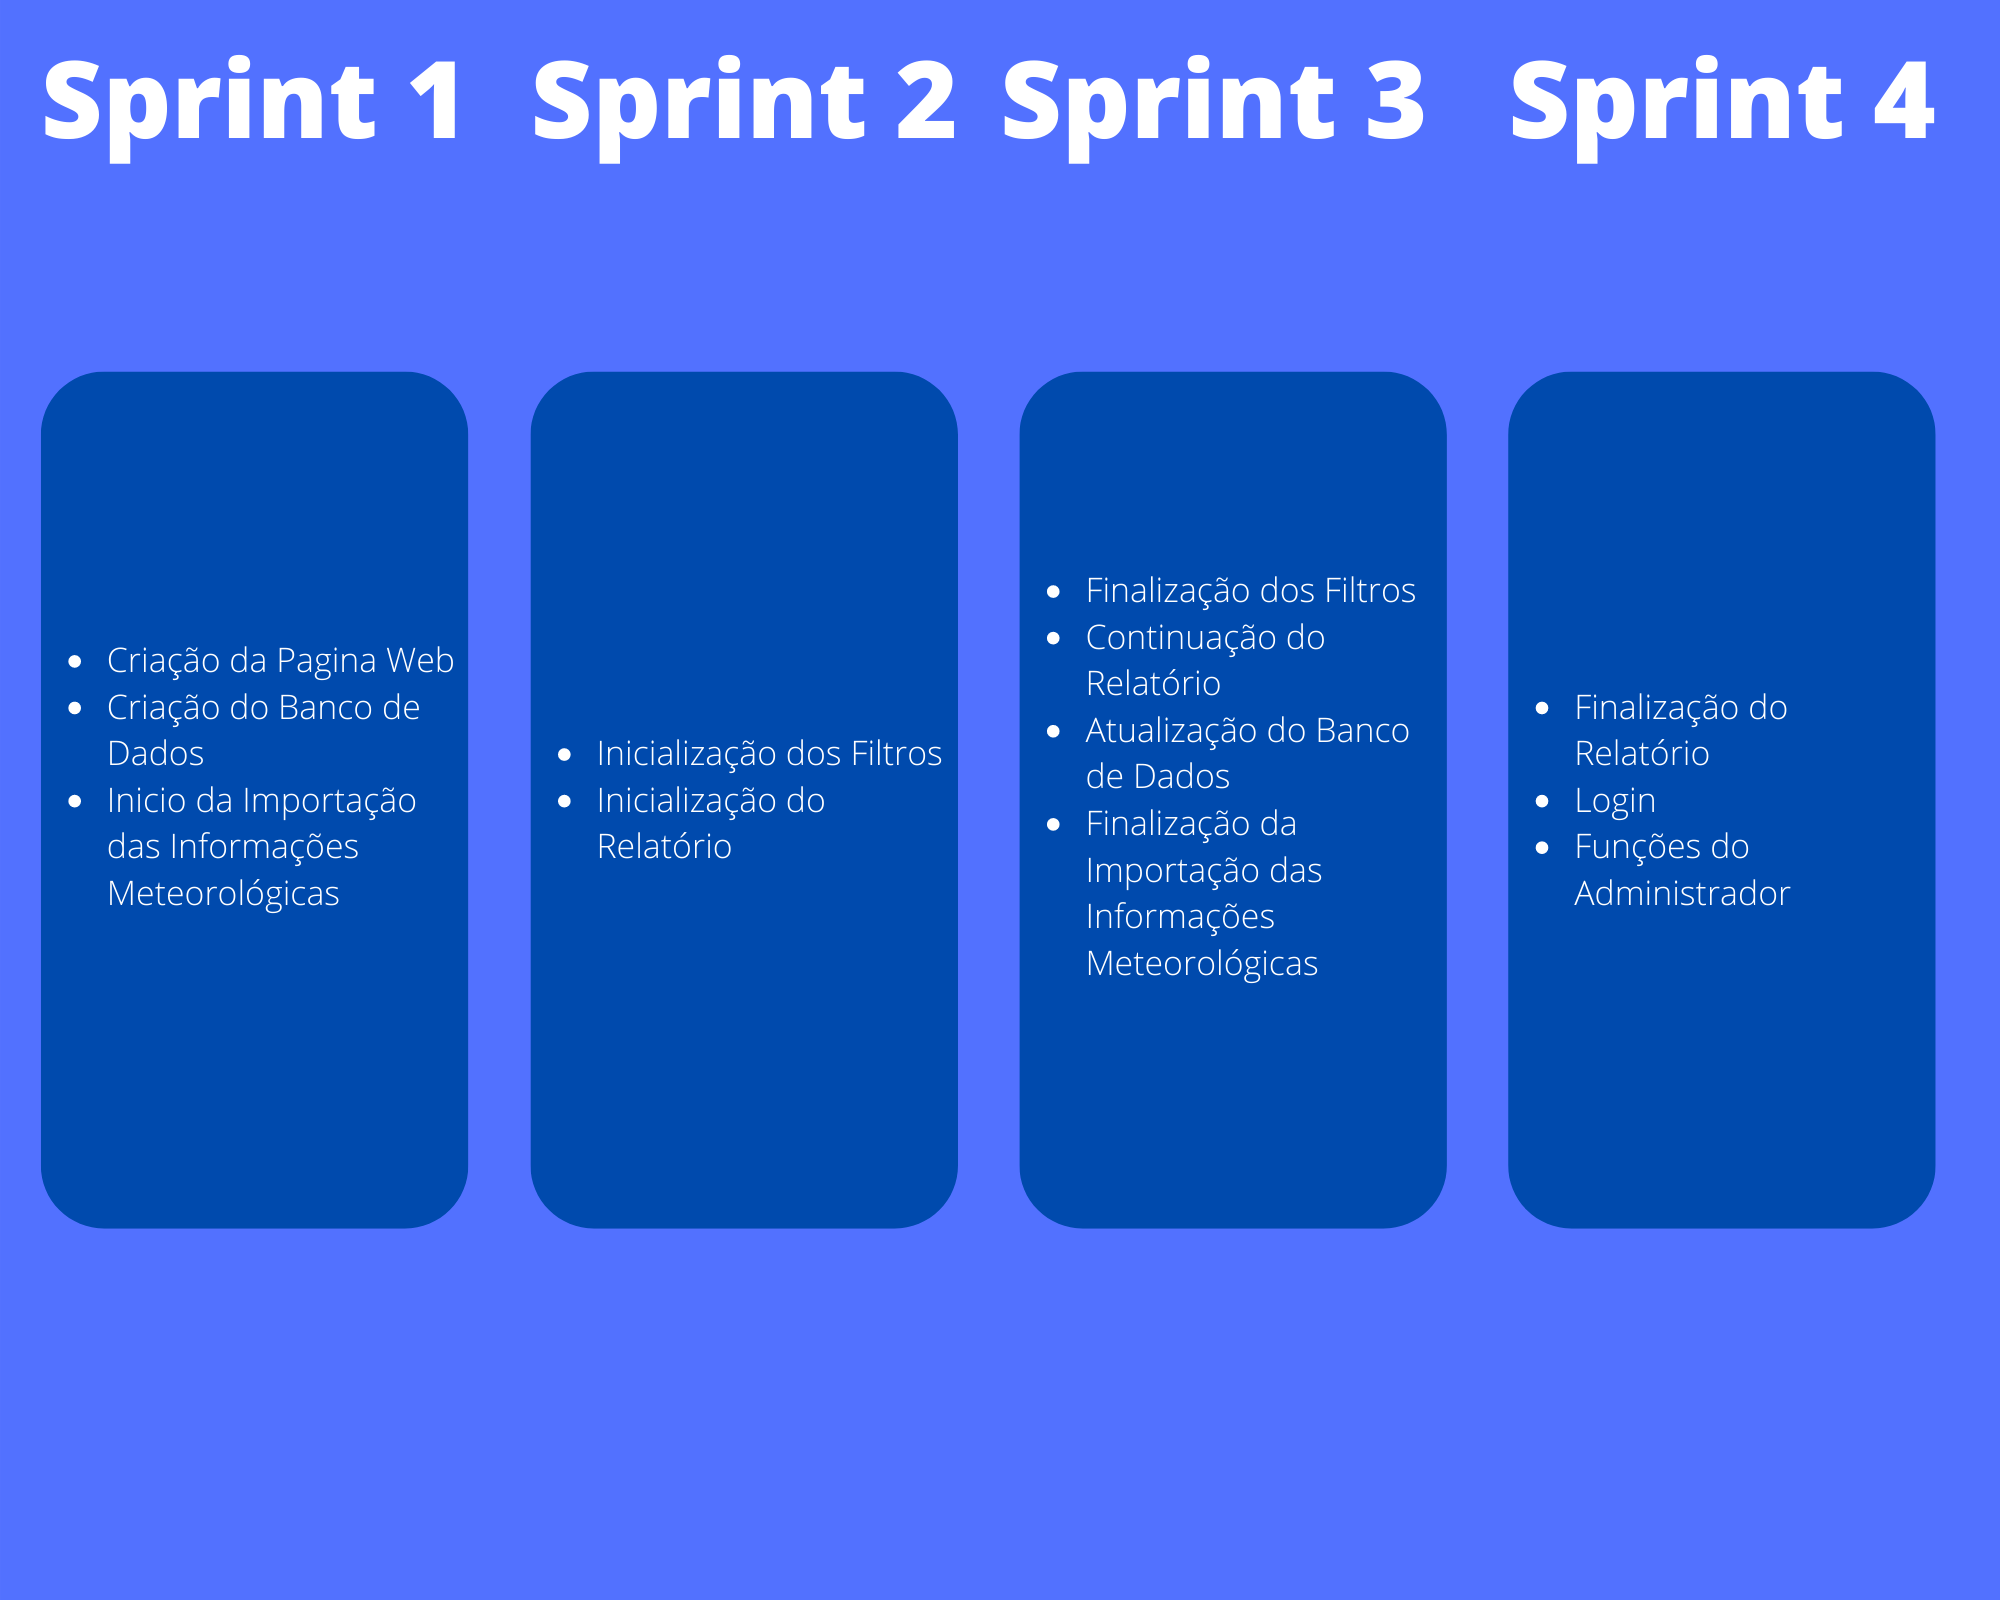 Sprint 1
Sprint 2
Sprint 3
Sprint 4
• Criação da Pagina Web
• Criação do Banco de
Dados
• Inicio da Importação
das Informações
Meteorológicas
• Inicialização dos Filtros
• Inicialização do
Relatório
• Finalização dos Filtros
• Continuação do
Relatório
• Atualização do Banco
de Dados
• Finalização da
Importação das
Informações
Meteorológicas
• Finalização do
Relatório
• Login
• Funções do
Administrador